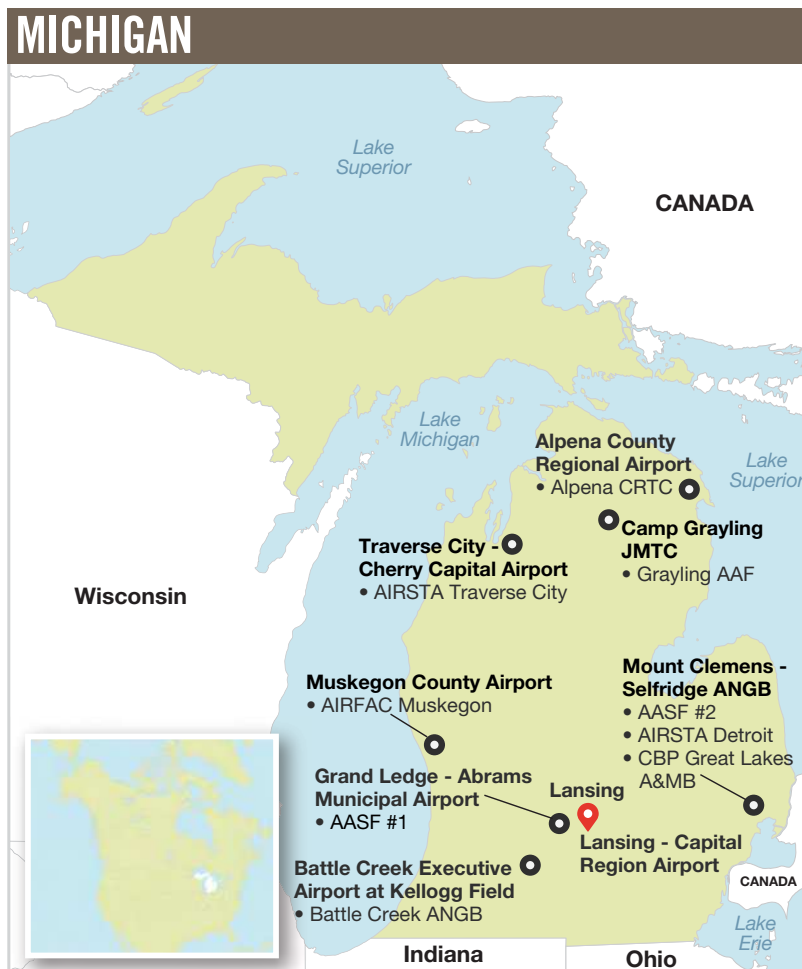 MICHIGAN
Lake
Superior
CANADA
Lake
Michigan
Alpena County
Regional Airport
• Alpena CRTC
Lake
Superior
Camp Grayling
JMTC
• Grayling AAF
Traverse City -
Cherry Capital Airport
• AIRSTA Traverse City
Wisconsin
Muskegon County Airport
• AIRFAC Muskegon
Mount Clemens -
Selfridge ANGB
• AASF #2
• AIRSTA Detroit
• CBP Great Lakes
A&MB
Grand Ledge - Abrams
Municipal Airport
• AASF #1
Lansing
Lansing - Capital
Region Airport
Battle Creek Executive
Airport at Kellogg Field
• Battle Creek ANGB
CANADA
Lake
Erie
Indiana
Ohio